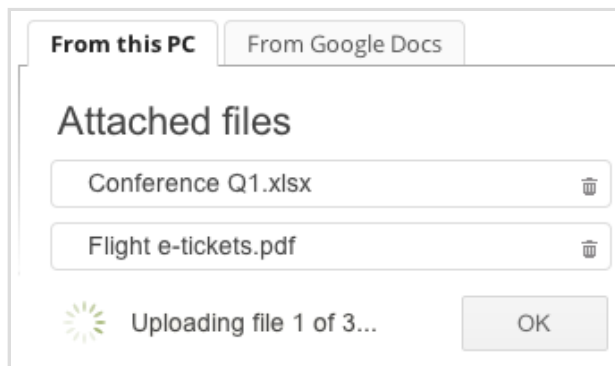 From this PC
From Google Docs
Attached files
Conference Q1.xlsx
Flight e-tickets.pdf
Uploading file 1 of 3...
OK